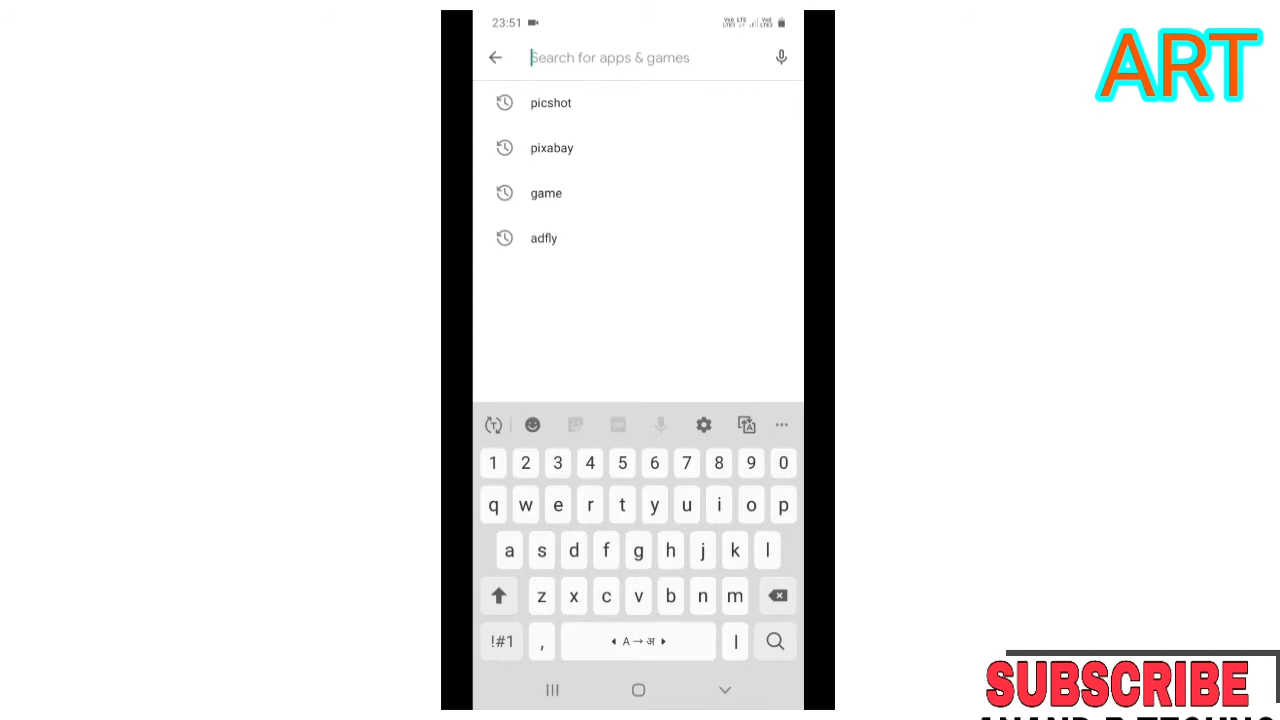 23:51
ART
Search for apps & games
picshot
pixabay
game
adfly
1 2 3 4 5 6 7 8 9 0
q w e r t y u i o p
a s d f g h j k l
z x c v b n m
!#1 , A→अ |
SUBSCRIBE